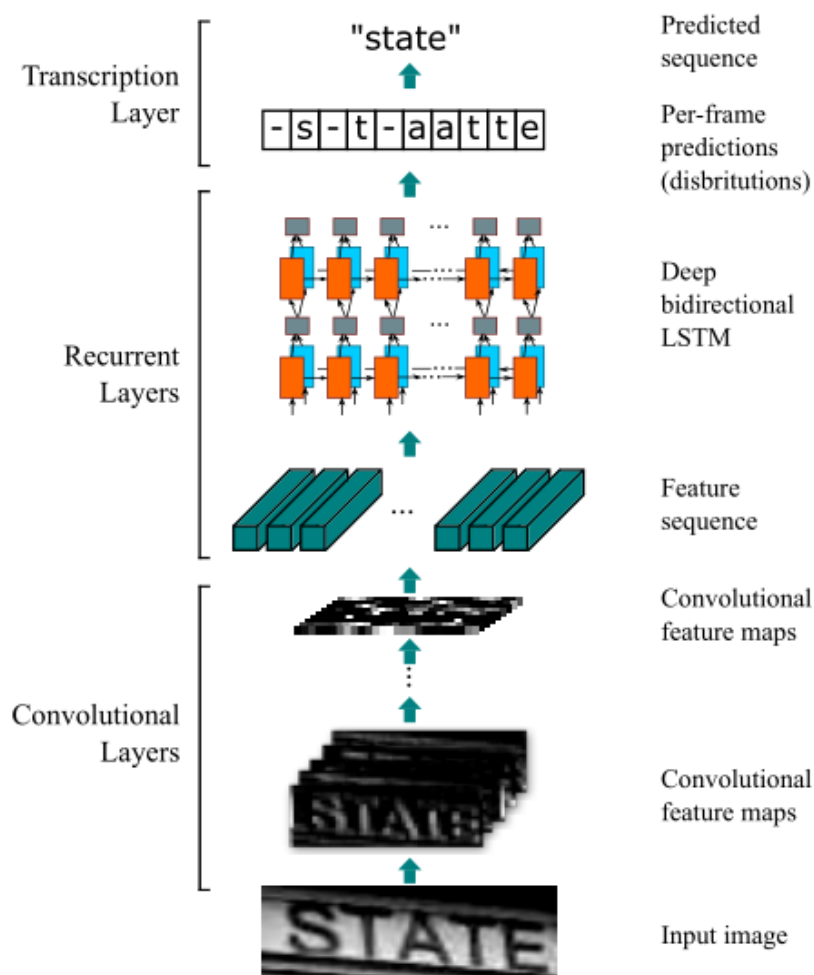 "state"
Predicted
sequence
Transcription
Layer
- s - t - a a t t e
Per-frame
predictions
(disbritutions)
...
Deep
bidirectional
LSTM
Recurrent
Layers
...
Feature
sequence
Convolutional
feature maps
Convolutional
Layers
STATE
Convolutional
feature maps
STATE
Input image